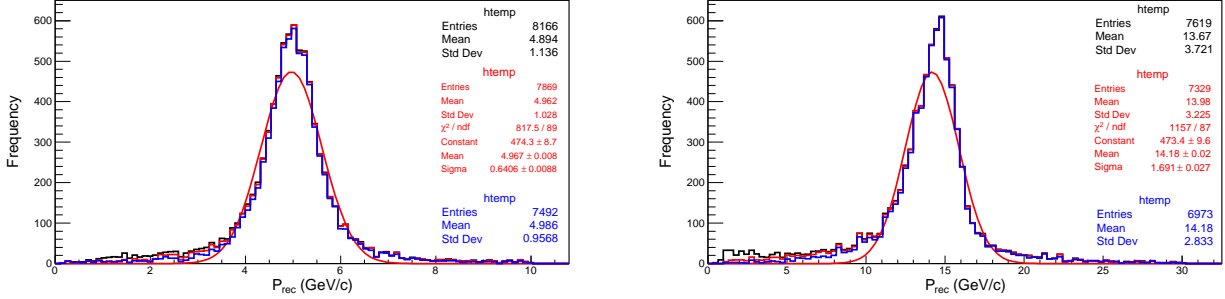 htemp
Entries 8166
Mean 4.894
Std Dev 1.136
htemp
Entries 7869
Mean 4.962
Std Dev 1.028
χ² / ndf 817.5 / 89
Constant 474.3 ± 8.7
Mean 4.967 ± 0.008
Sigma 0.6406 ± 0.0088
htemp
Entries 7492
Mean 4.986
Std Dev 0.9568
Frequency
600
500
400
300
200
100
0
0 2 4 6 8 10
P_rec (GeV/c)
htemp
Entries 7619
Mean 13.67
Std Dev 3.721
htemp
Entries 7329
Mean 13.98
Std Dev 3.225
χ² / ndf 1157 / 87
Constant 473.4 ± 9.6
Mean 14.18 ± 0.02
Sigma 1.691 ± 0.027
htemp
Entries 6973
Mean 14.18
Std Dev 2.833
Frequency
600
500
400
300
200
100
0
0 5 10 15 20 25 30
P_rec (GeV/c)